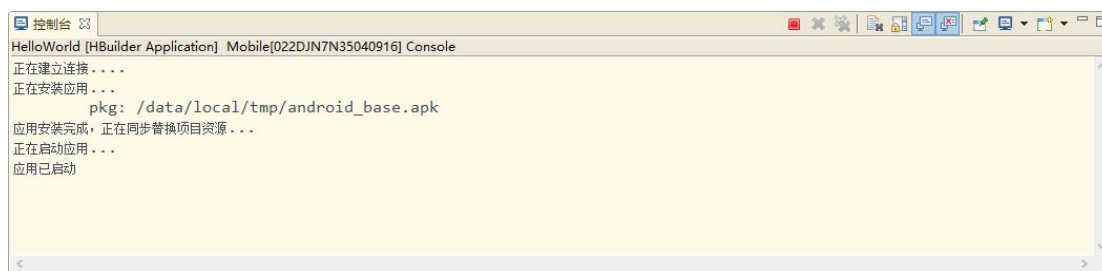 控制台
HelloWorld [HBuilder Application] Mobile[022DJN7N35040916] Console
正在建立连接....
正在安装应用...
pkg: /data/local/tmp/android_base.apk
应用安装完成，正在同步替换项目资源...
正在启动应用...
应用已启动